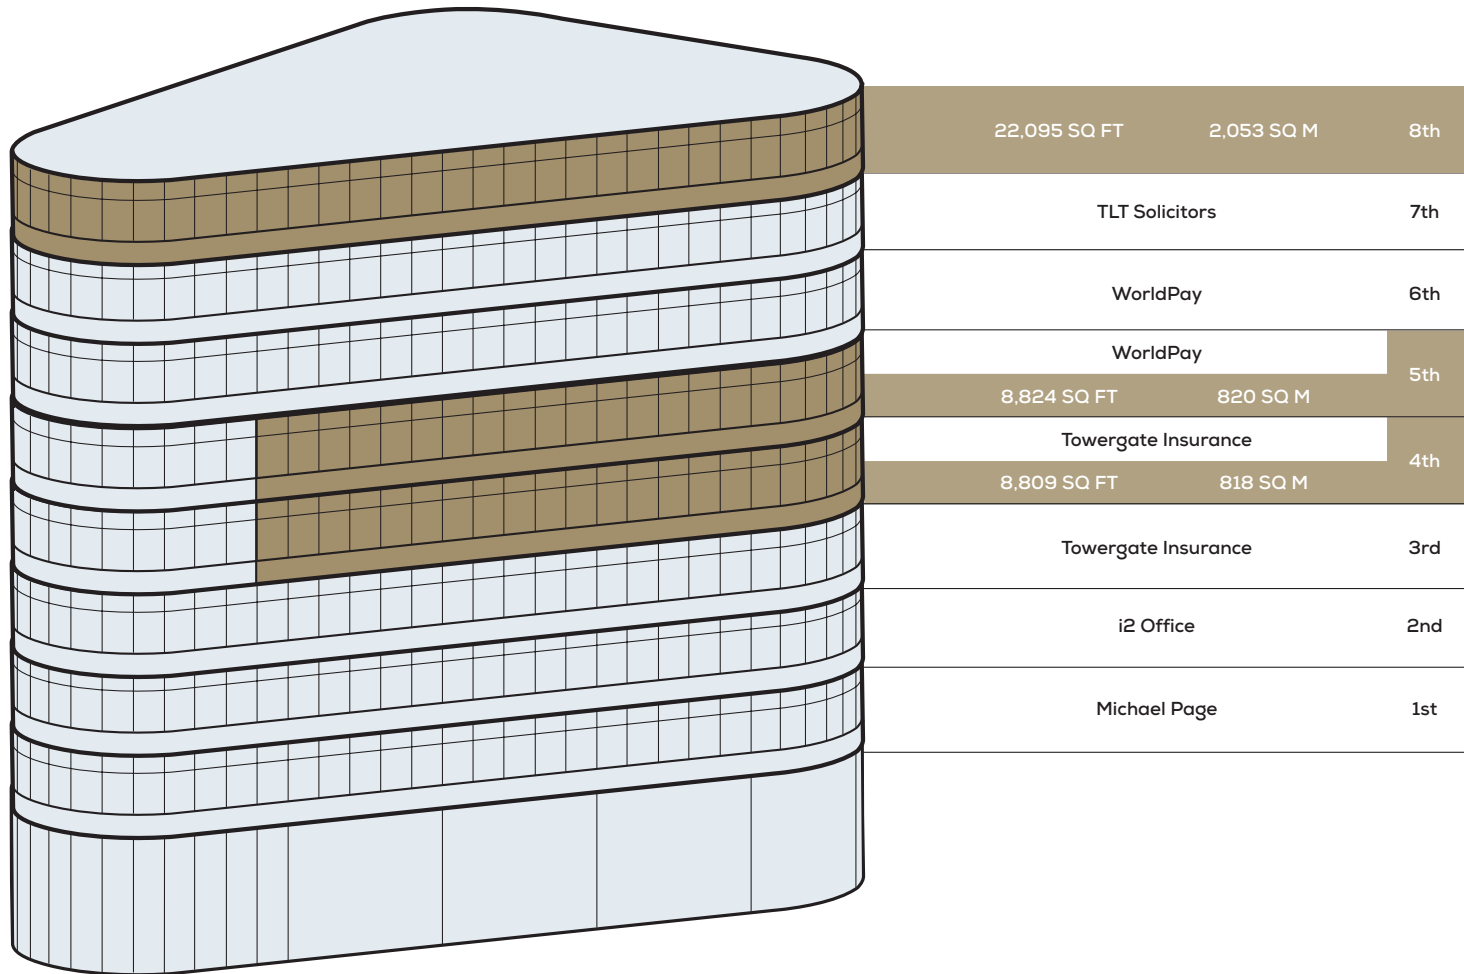 22,095 SQ FT 2,053 SQ M 8th
TLT Solicitors 7th
WorldPay 6th
WorldPay
5th
8,824 SQ FT 820 SQ M
Towergate Insurance
4th
8,809 SQ FT 818 SQ M
Towergate Insurance 3rd
i2 Office 2nd
Michael Page 1st